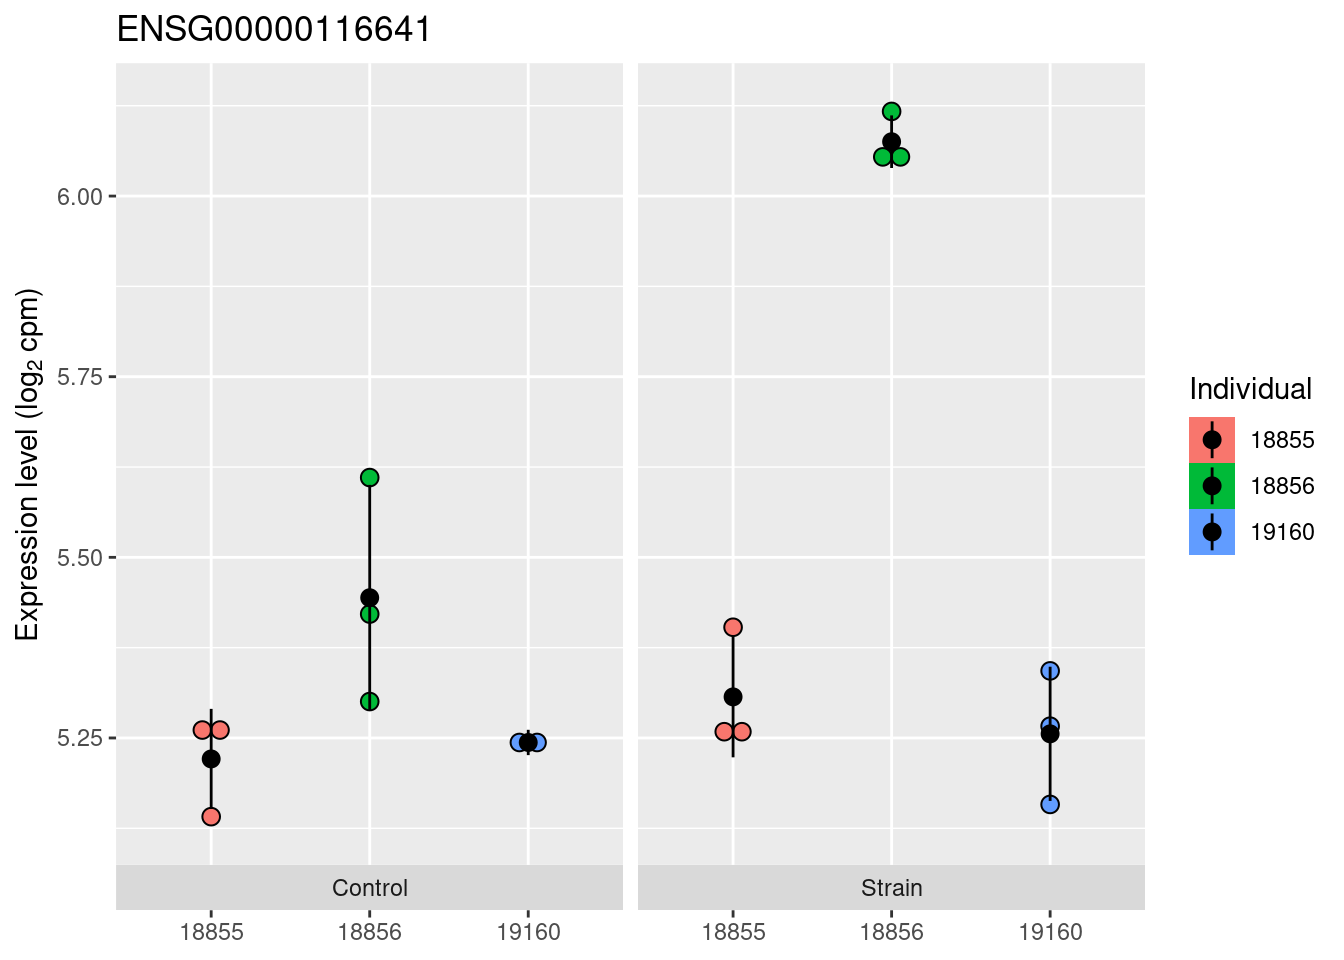 ENSG00000116641
Expression level (log₂ cpm)
6.00
5.75
5.50
5.25
Control
Strain
18855
18856
19160
18855
18856
19160
Individual
18855
18856
19160